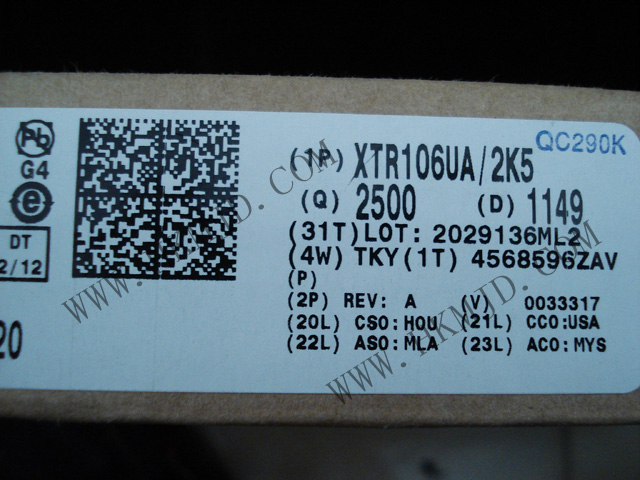 QC290K
Pb
(1P) XTR106UA/2K5
G4
(Q) 2500 (D) 1149
e
(31T) LOT: 2029136ML2
DT
(4W) TKY (1T) 4568596ZAV
2/12
(P)
(2P) REV: A (V) 0033317
20
(20L) CSO: HOU (21L) CCO: USA
(22L) ASO: MLA (23L) ACO: MYS
WWW.HKMJD.COM
WWW.HKMJD.COM